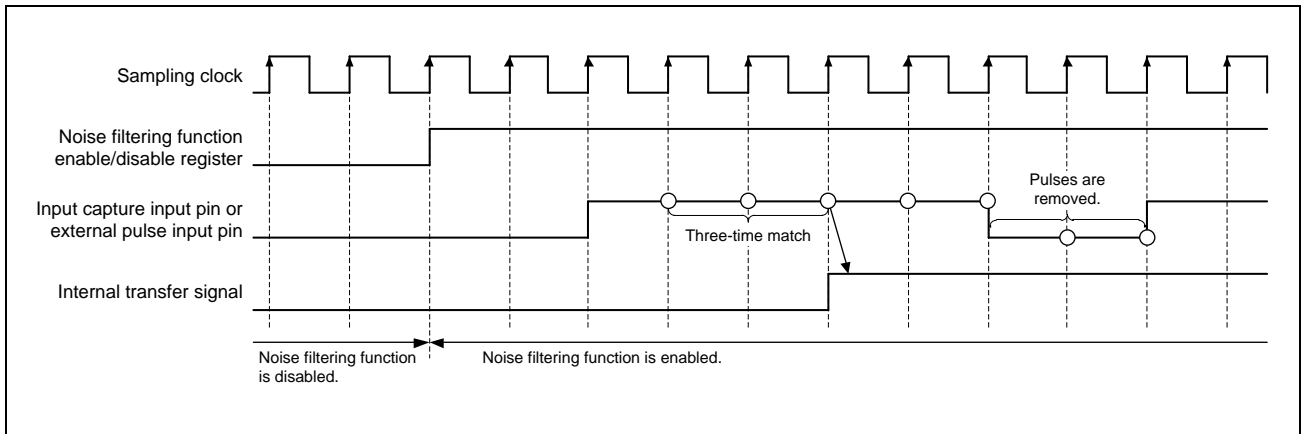 Sampling clock
Noise filtering function
enable/disable register
Pulses are
removed.
Input capture input pin or
external pulse input pin
Three-time match
Internal transfer signal
Noise filtering function
is disabled.
Noise filtering function is enabled.